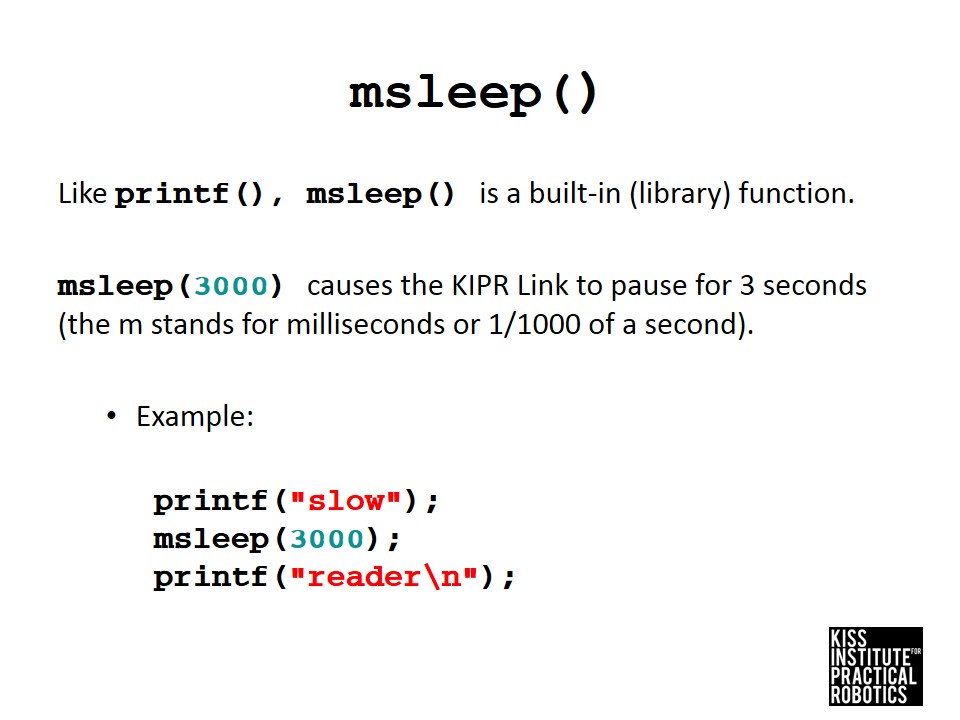 msleep()
Like printf(), msleep() is a built-in (library) function.
msleep(3000) causes the KIPR Link to pause for 3 seconds
(the m stands for milliseconds or 1/1000 of a second).
• Example:
printf("slow");
msleep(3000);
printf("reader\n");
KISS
INSTITUTE FOR
PRACTICAL
ROBOTICS